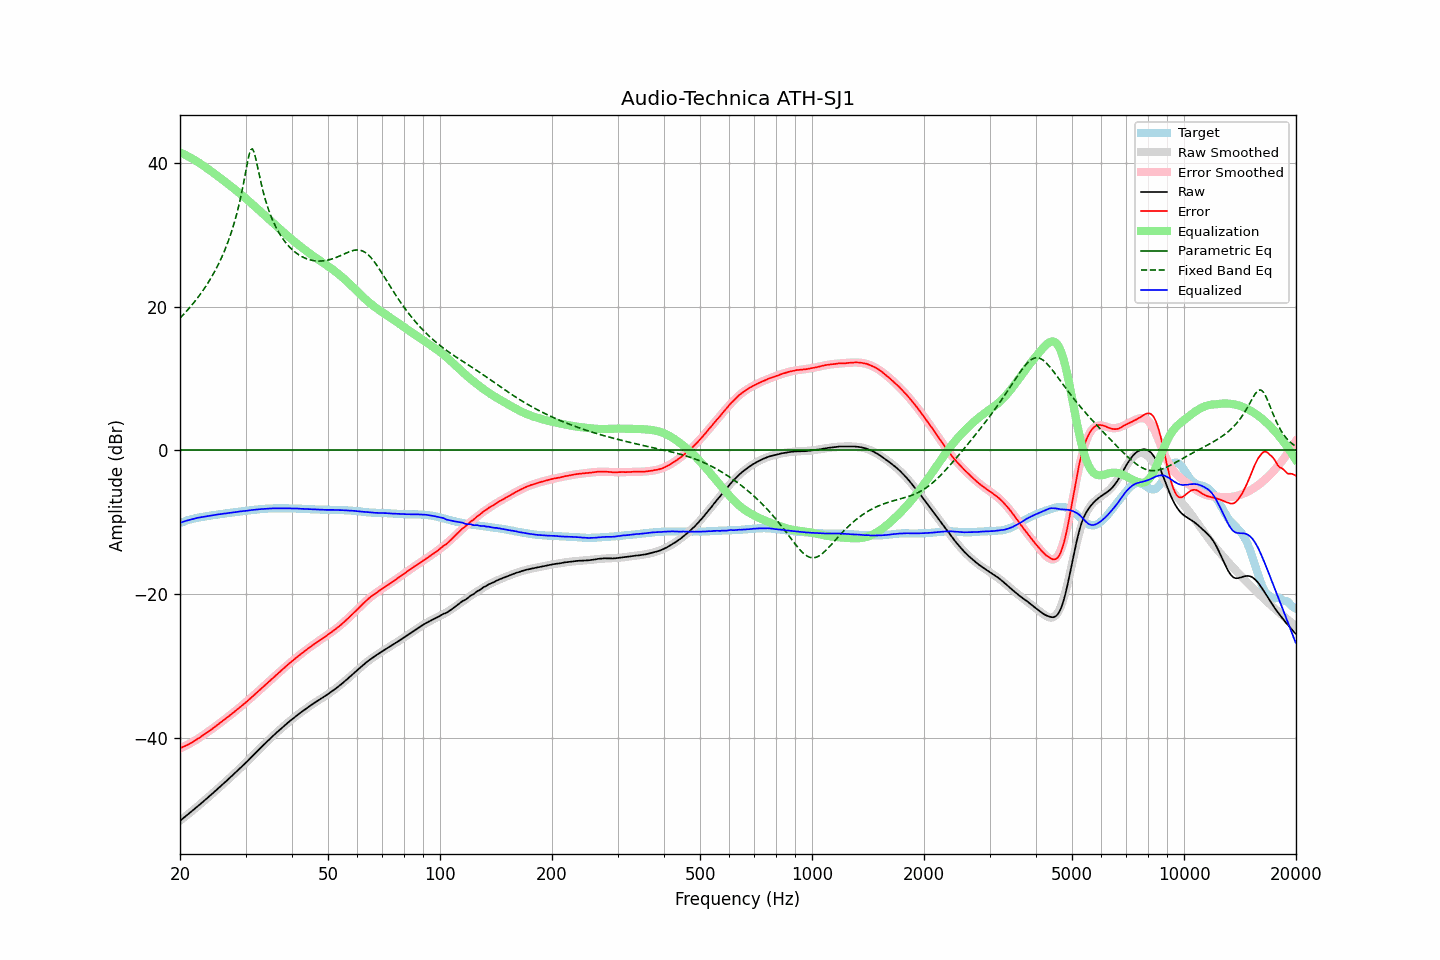 Audio-Technica ATH-SJ1
Target
Raw Smoothed
Error Smoothed
Raw
Error
Equalization
Parametric Eq
Fixed Band Eq
Equalized
Amplitude (dBr)
40
20
0
−20
−40
20 50 100 200 500 1000 2000 5000 10000 20000
Frequency (Hz)